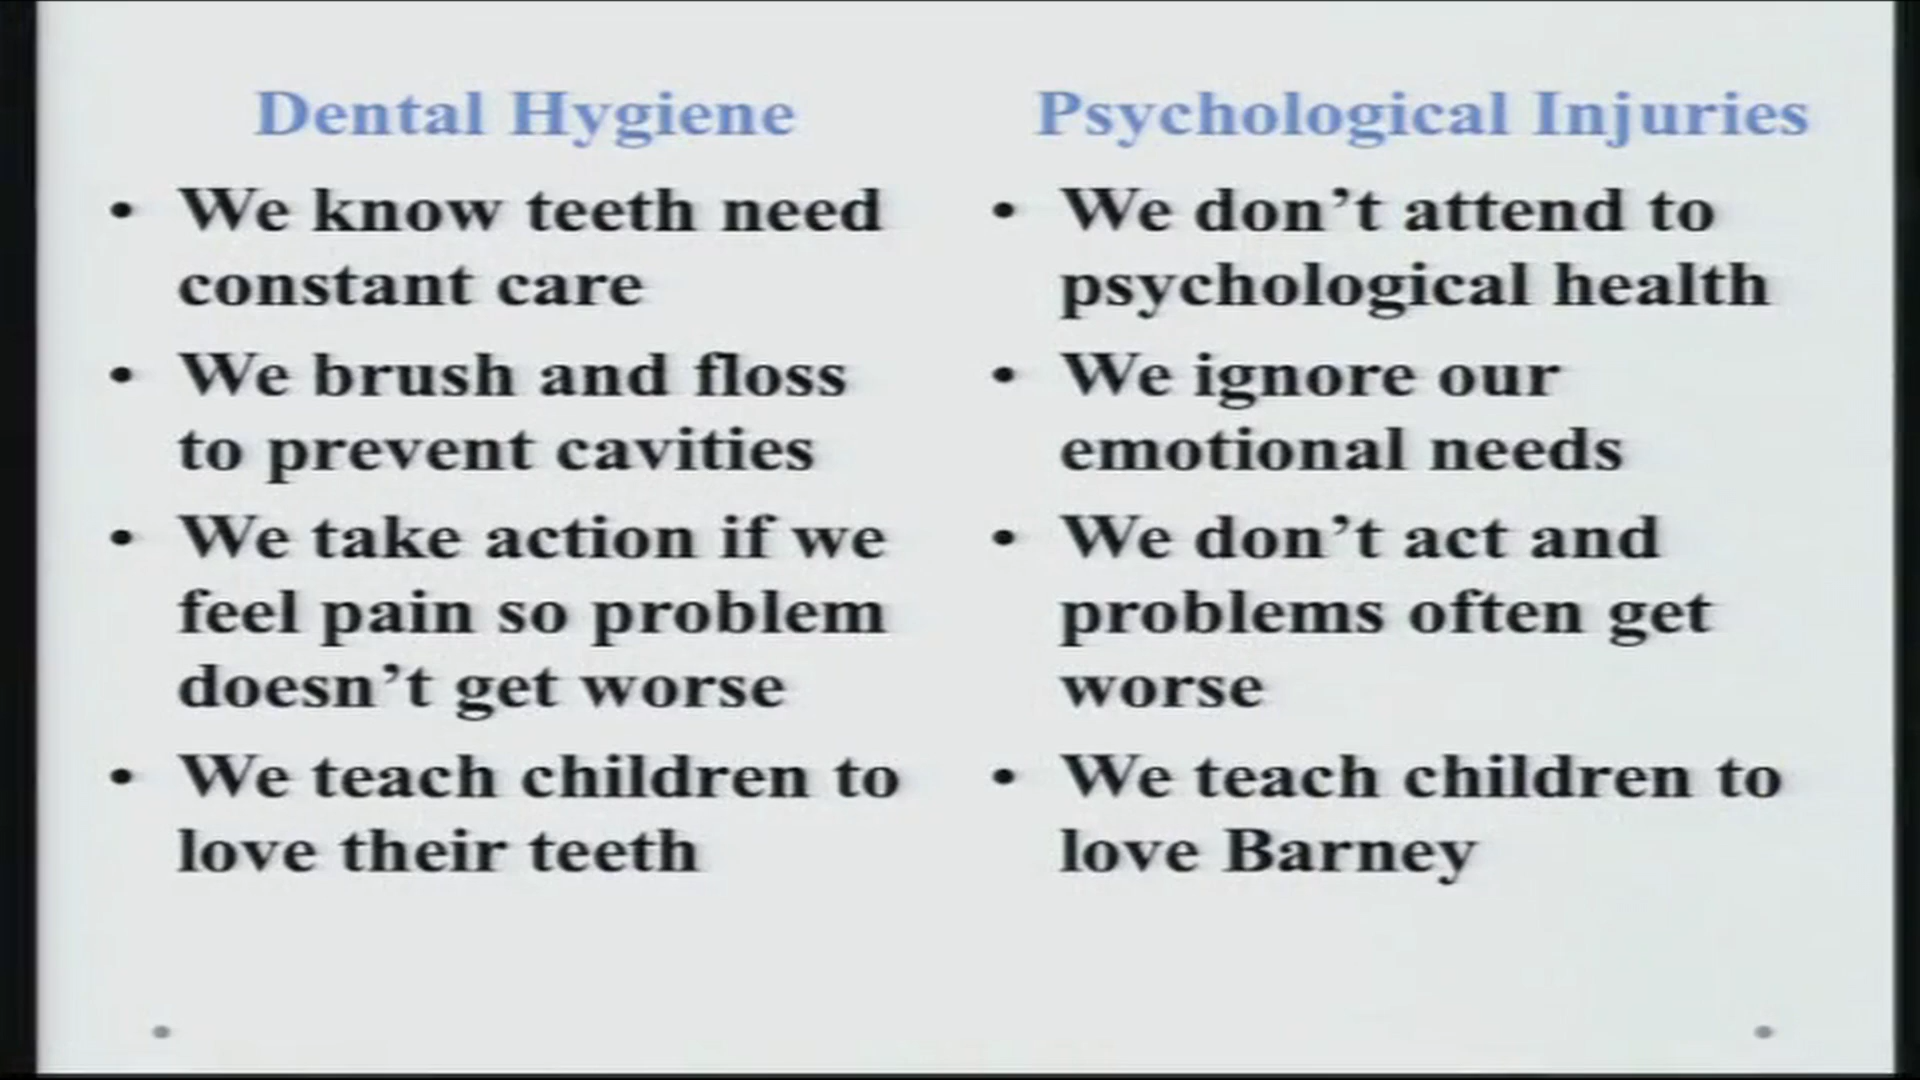 Dental Hygiene
• We know teeth need
constant care
• We brush and floss
to prevent cavities
• We take action if we
feel pain so problem
doesn’t get worse
• We teach children to
love their teeth
Psychological Injuries
• We don’t attend to
psychological health
• We ignore our
emotional needs
• We don’t act and
problems often get
worse
• We teach children to
love Barney